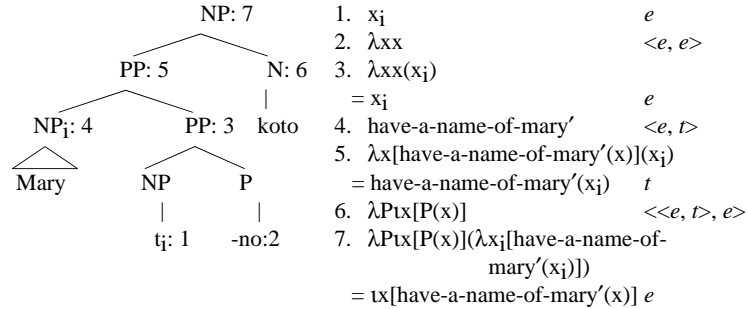 NP: 7 1. xi e
2. λxx <e, e>
PP: 5 N: 6 3. λxx(xi)
= xi e
NPi: 4 PP: 3 koto 4. have-a-name-of-mary′ <e, t>
5. λx[have-a-name-of-mary′(x)](xi)
Mary NP P = have-a-name-of-mary′(xi) t
6. λPιx[P(x)] <<e, t>, e>
ti: 1 -no:2 7. λPιx[P(x)](λxi[have-a-name-of-
mary′(xi)])
= ιx[have-a-name-of-mary′(x)] e